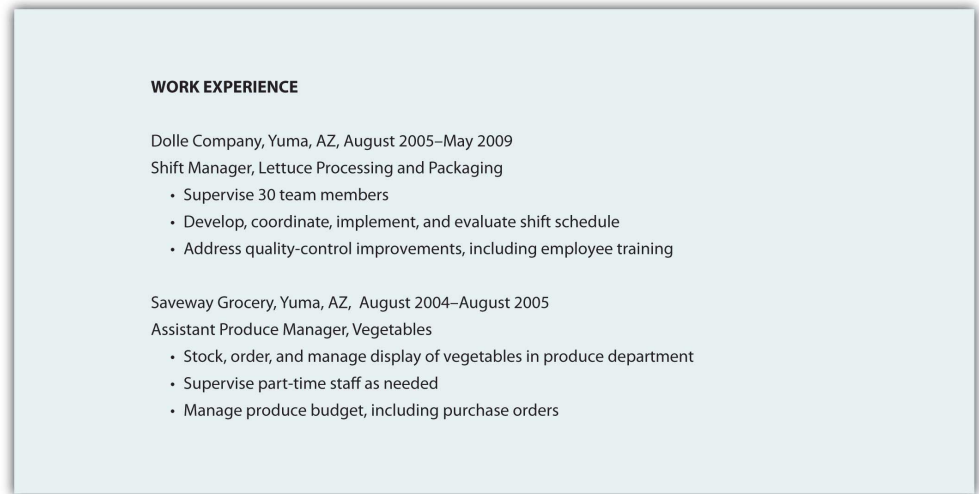 WORK EXPERIENCE
Dolle Company, Yuma, AZ, August 2005–May 2009
Shift Manager, Lettuce Processing and Packaging
• Supervise 30 team members
• Develop, coordinate, implement, and evaluate shift schedule
• Address quality-control improvements, including employee training
Saveway Grocery, Yuma, AZ,  August 2004–August 2005
Assistant Produce Manager, Vegetables
• Stock, order, and manage display of vegetables in produce department
• Supervise part-time staff as needed
• Manage produce budget, including purchase orders